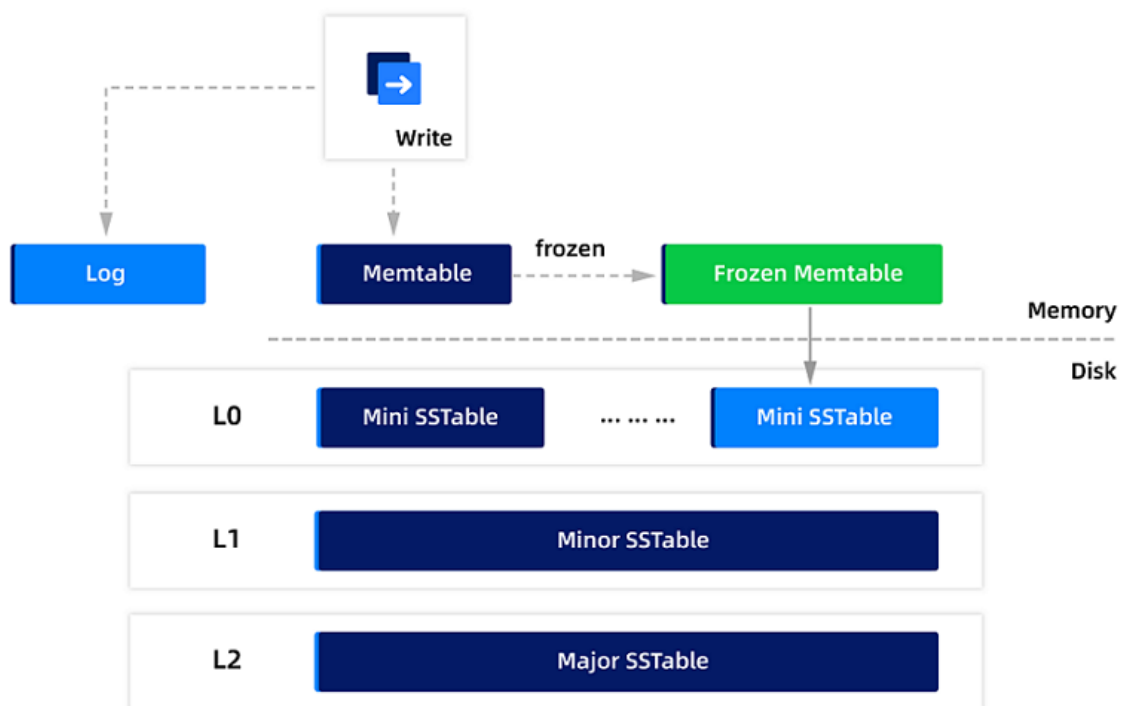 Write
frozen
Log
Memtable
Frozen Memtable
Memory
Disk
L0
Mini SSTable
... ... ...
Mini SSTable
L1
Minor SSTable
L2
Major SSTable